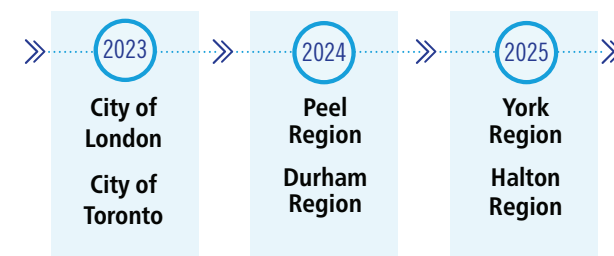 2023
City of
London
City of
Toronto
2024
Peel
Region
Durham
Region
2025
York
Region
Halton
Region